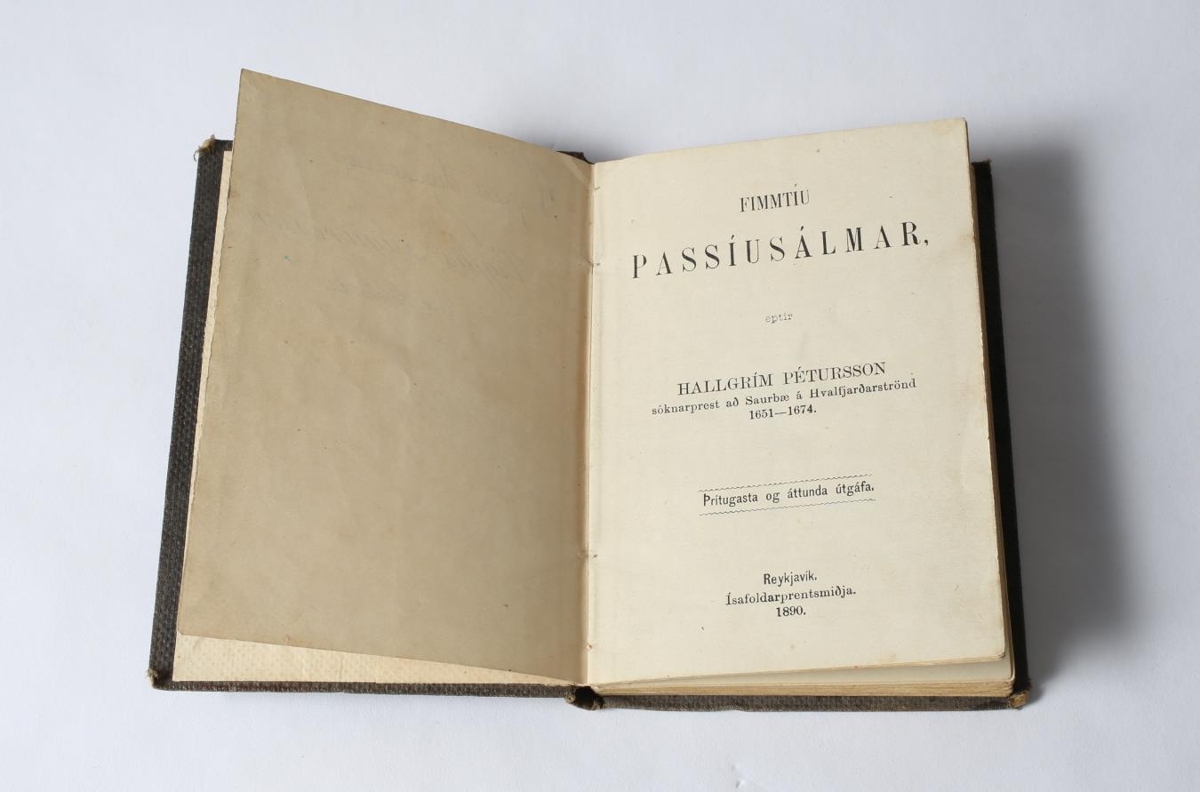 FIMMTÍU
PASSÍUSÁLMAR,
eptir
HALLGRÍM PÉTURSSON
sóknarprest að Saurbæ á Hvalfjarðarströnd
1651—1674.
Þrítugasta og áttunda útgáfa.
Reykjavík.
Ísafoldarprentsmiðja.
1890.